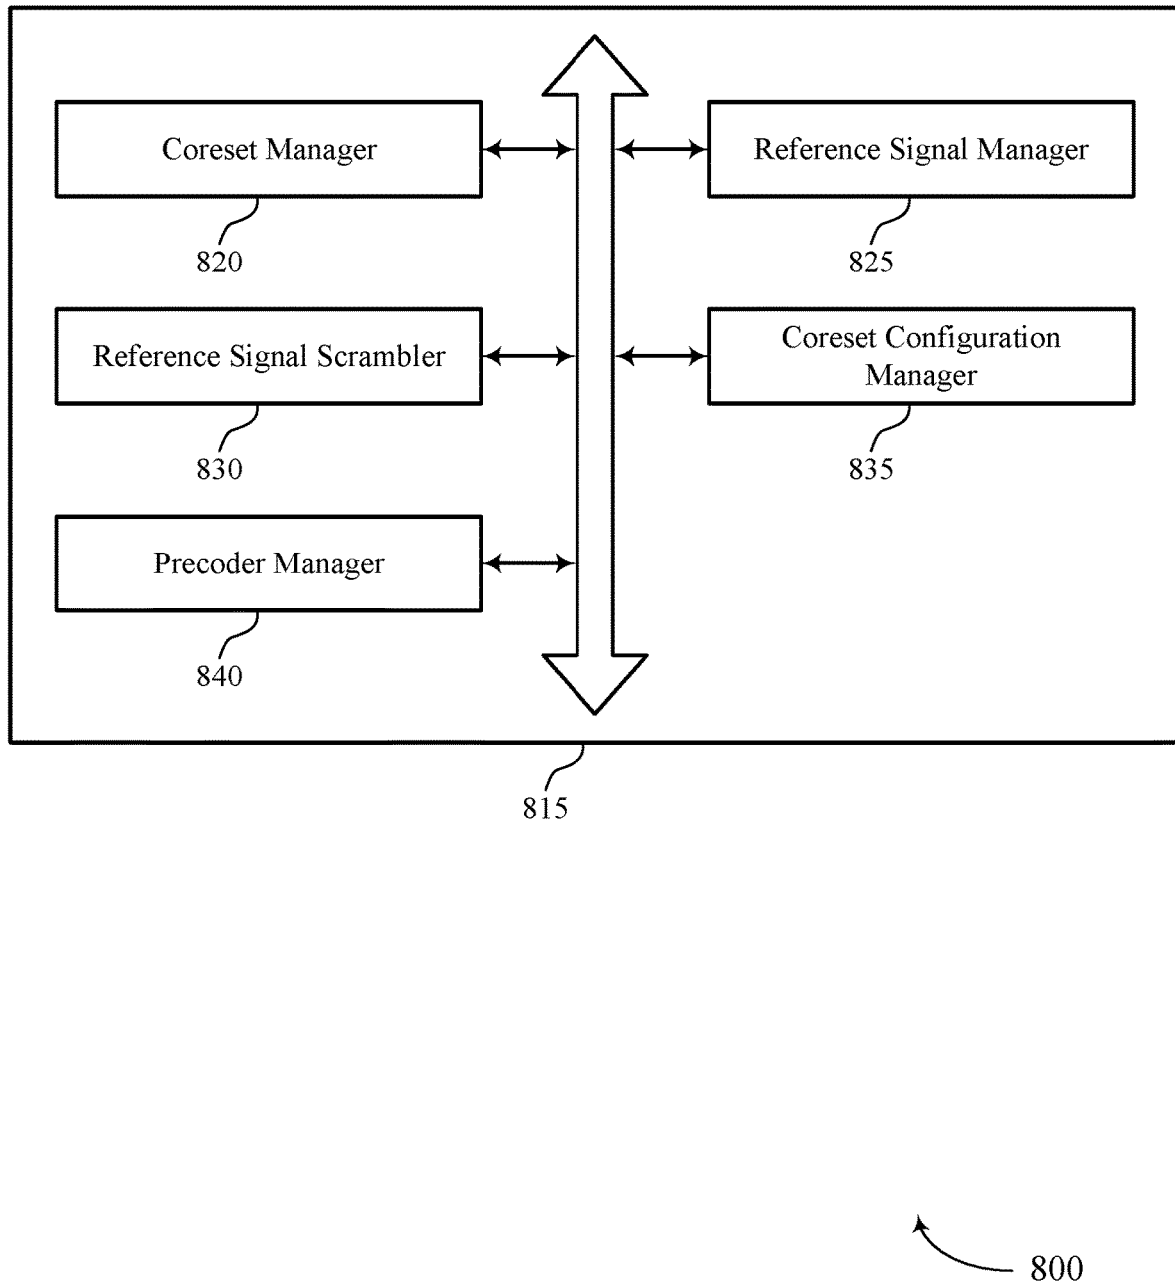 Coreset Manager
820
Reference Signal Manager
825
Reference Signal Scrambler
830
Coreset Configuration
Manager
835
Precoder Manager
840
815
800